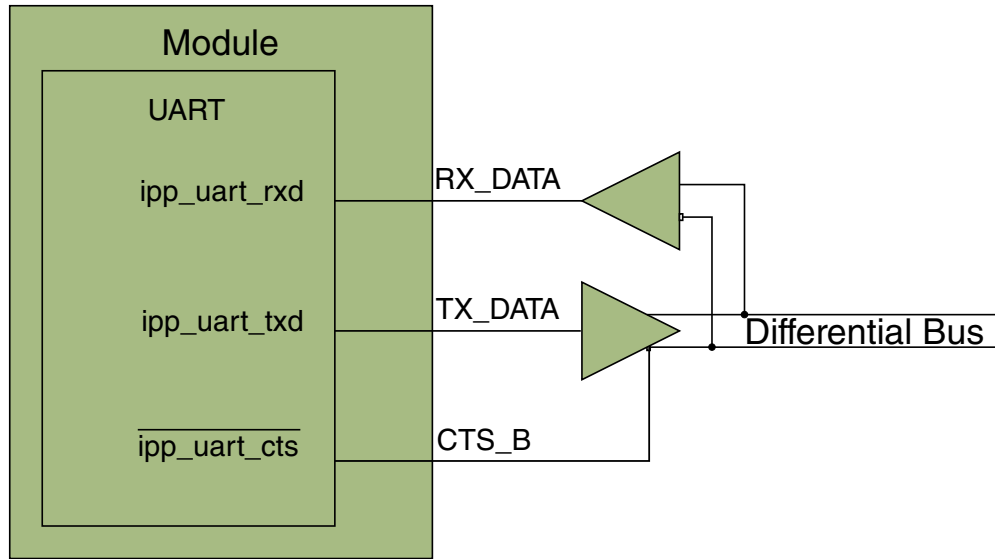 Module
UART
ipp_uart_rxd
RX_DATA
ipp_uart_txd
TX_DATA
Differential Bus
ipp_uart_cts
CTS_B